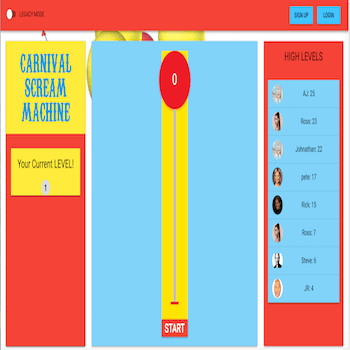 LEGACY MODE
SIGN UP
LOGIN
CARNIVAL
SCREAM
MACHINE
Your Current LEVEL!
1
0
START
HIGH LEVELS
AJ: 25
Ross: 23
Johnathan: 22
pete: 17
Rick: 15
Ross: 7
Steve: 6
JR: 4